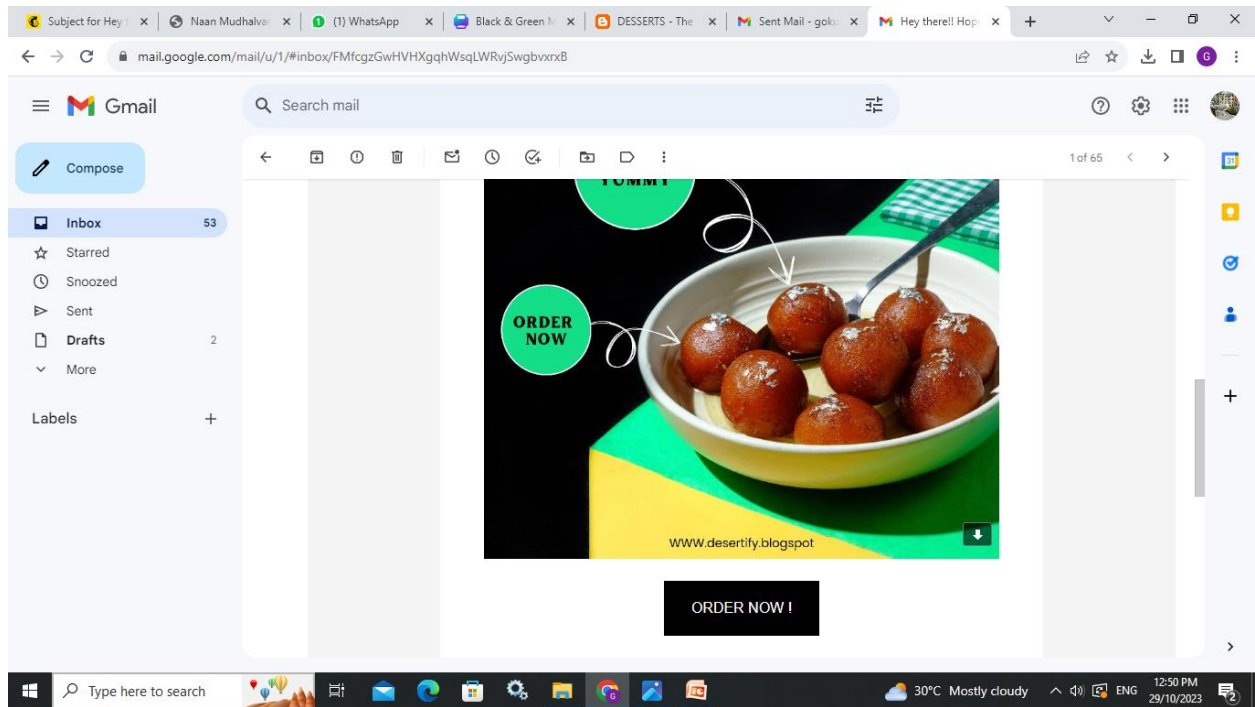 Subject for Hey t
Naan Mudhalvan
(1) WhatsApp
Black & Green M
DESSERTS - The
Sent Mail - goku
Hey there!! Hop
mail.google.com/mail/u/1/#inbox/FMfcgzGwHVHXgqhWsqLWRvjSwgbvxrxB
G
Gmail
Search mail
Compose
1 of 65
31
Inbox 53
Starred
Snoozed
Sent
Drafts 2
More
Labels
YUMMY
ORDER
NOW
WWW.desertify.blogspot
ORDER NOW !
Type here to search
30°C Mostly cloudy
ENG
12:50 PM
29/10/2023
2